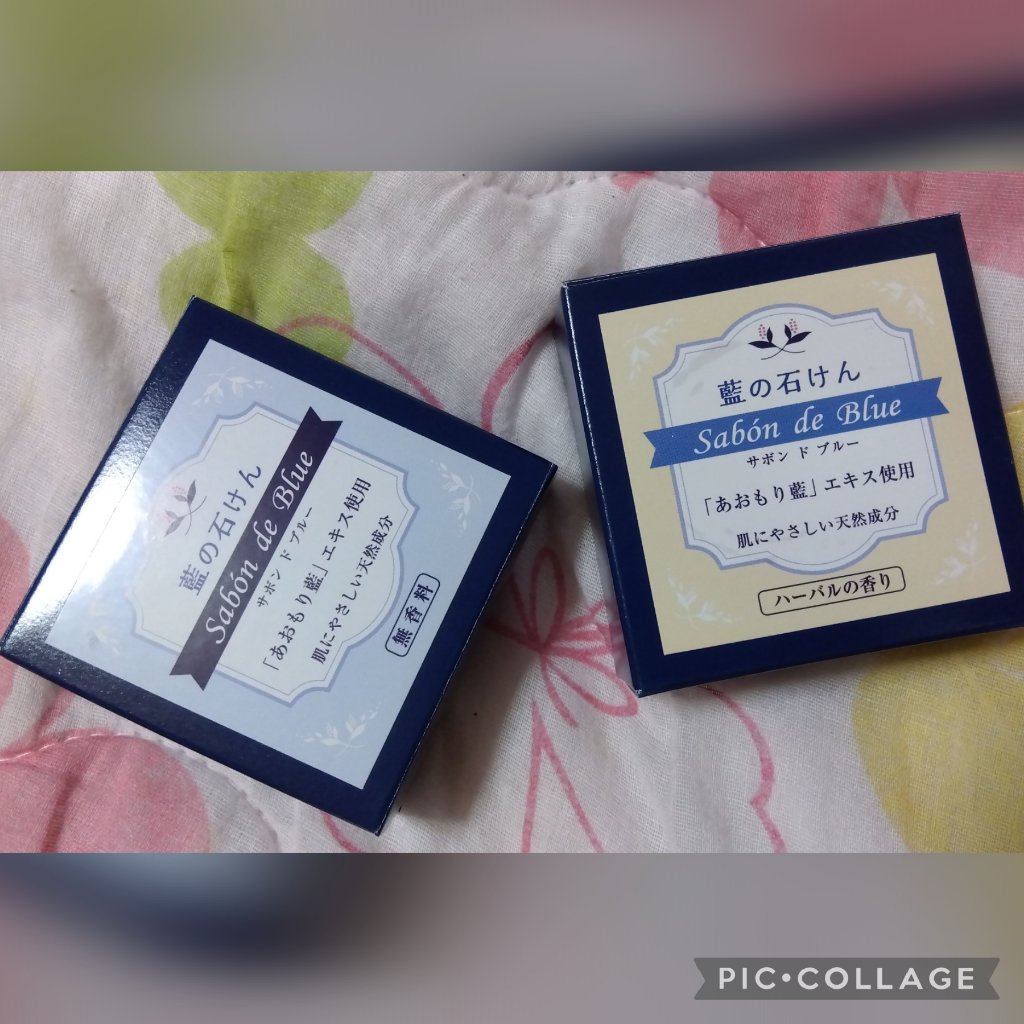 藍の石けん
Sabón de Blue
サボン ド ブルー
「あおもり藍」エキス使用
肌にやさしい天然成分
無香料
藍の石けん
Sabón de Blue
サボン ド ブルー
「あおもり藍」エキス使用
肌にやさしい天然成分
ハーバルの香り
PIC•COLLAGE